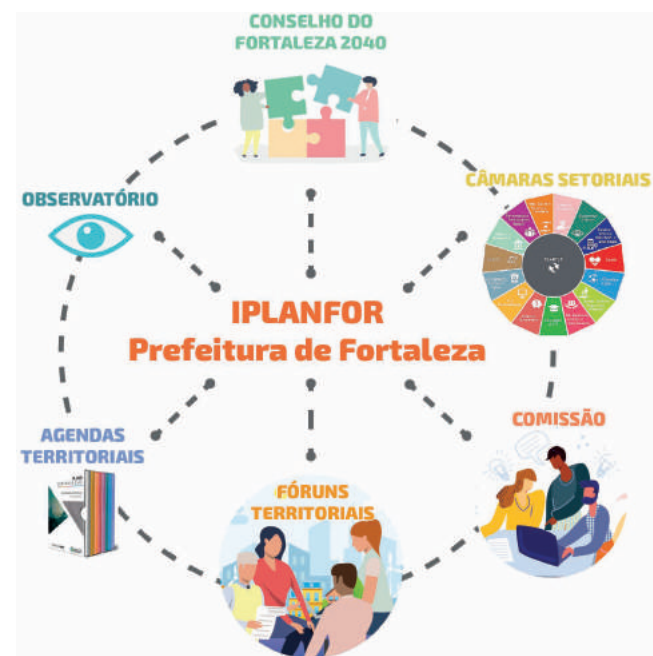 CONSELHO DO
FORTALEZA 2040
CÂMARAS SETORIAIS
OBSERVATÓRIO
IPLANFOR
Prefeitura de Fortaleza
COMISSÃO
AGENDAS
TERRITORIAIS
FÓRUNS
TERRITORIAIS